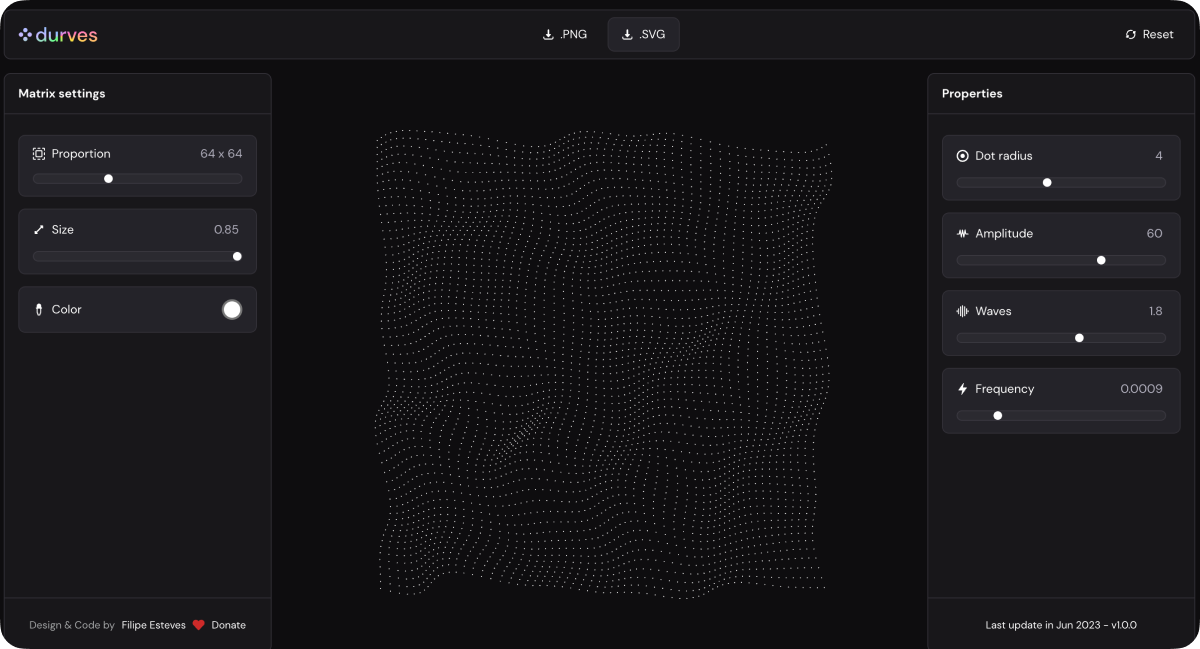 durves
.PNG
.SVG
Reset
Matrix settings
Proportion
64 x 64
Size
0.85
Color
Design & Code by Filipe Esteves Donate
Properties
Dot radius
4
Amplitude
60
Waves
1.8
Frequency
0.0009
Last update in Jun 2023 - v1.0.0